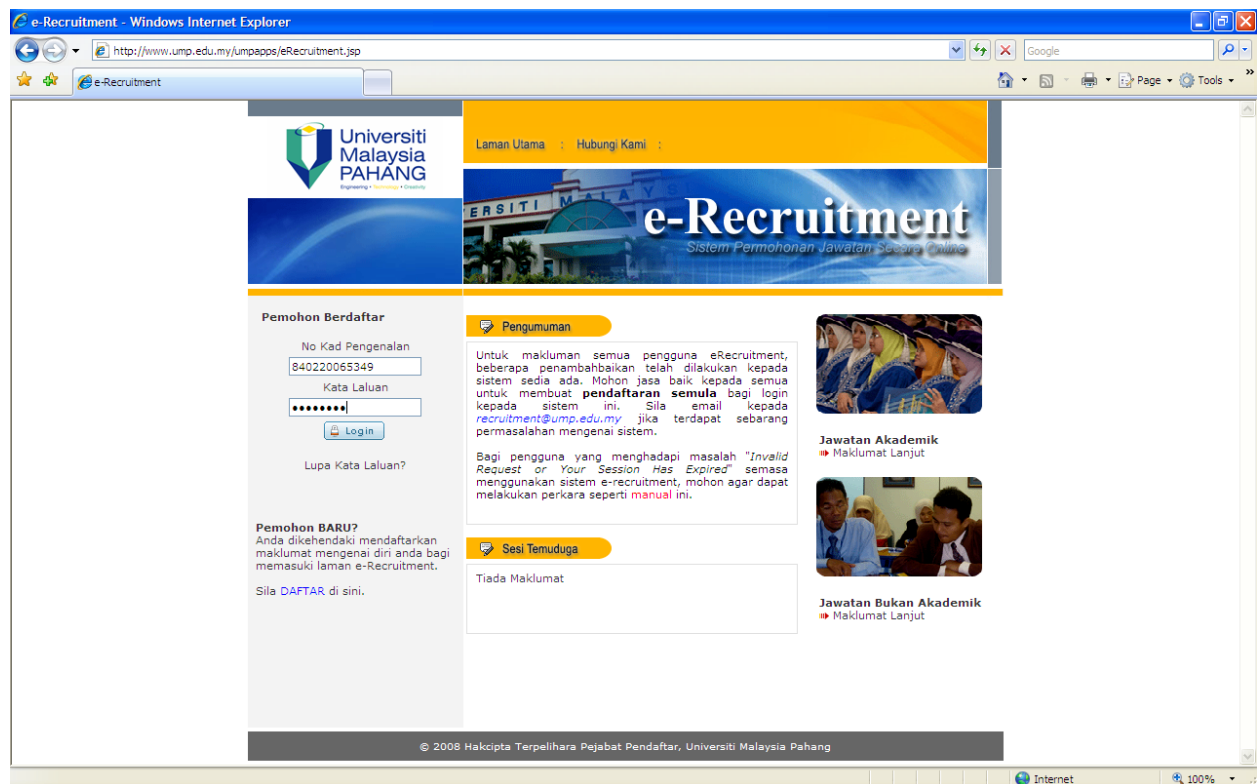 e-Recruitment - Windows Internet Explorer
http://www.ump.edu.my/umpapps/eRecruitment.jsp
Google
e-Recruitment
Page
Tools
»
Universiti
Malaysia
PAHANG
Engineering • Technology • Creativity
Laman Utama : Hubungi Kami :
ERSITI MALAYS
e-Recruitment
Sistem Permohonan Jawatan Secara Online
Pemohon Berdaftar
No Kad Pengenalan
840220065349
Kata Laluan
••••••••
Login
Lupa Kata Laluan?
Pemohon BARU?
Anda dikehendaki mendaftarkan
maklumat mengenai diri anda bagi
memasuki laman e-Recruitment.
Sila DAFTAR di sini.
Pengumuman
Untuk makluman semua pengguna eRecruitment,
beberapa penambahbaikan telah dilakukan kepada
sistem sedia ada. Mohon jasa baik kepada semua
untuk membuat pendaftaran semula bagi login
kepada sistem ini. Sila email kepada
recruitment@ump.edu.my jika terdapat sebarang
permasalahan mengenai sistem.
Bagi pengguna yang menghadapi masalah "Invalid
Request or Your Session Has Expired" semasa
menggunakan sistem e-recruitment, mohon agar dapat
melakukan perkara seperti manual ini.
Sesi Temuduga
Tiada Maklumat
Jawatan Akademik
Maklumat Lanjut
Jawatan Bukan Akademik
Maklumat Lanjut
© 2008 Hakcipta Terpelihara Pejabat Pendaftar, Universiti Malaysia Pahang
Internet
100%